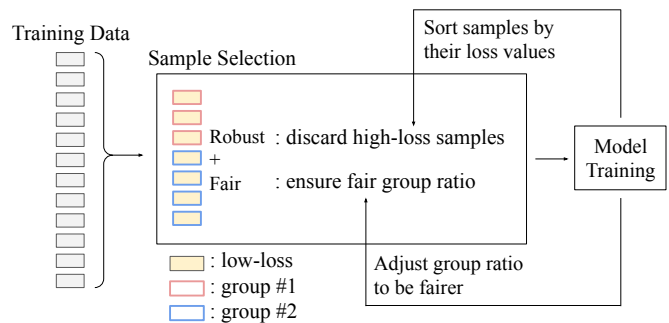 Training Data
Sort samples by
their loss values
Sample Selection
Robust : discard high-loss samples
+
Fair : ensure fair group ratio
Model
Training
Adjust group ratio
to be fairer
: low-loss
: group #1
: group #2